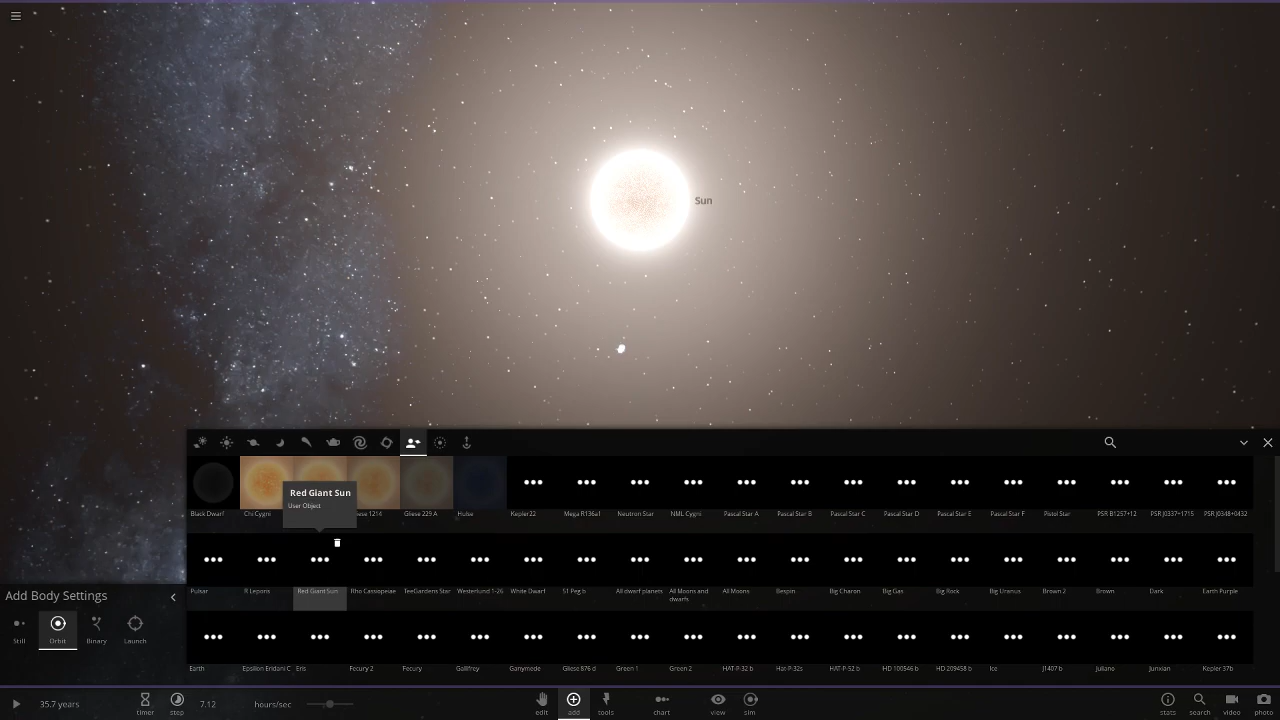 Sun
Red Giant Sun
User Object
Black Dwarf Chi Cygni ese 1214 Gliese 229 A Hulse Kepler22 Mega R136a1 Neutron Star NML Cygni Pascal Star A Pascal Star B Pascal Star C Pascal Star D Pascal Star E Pascal Star F Pistel Star PSR B1257+12 PSR J0337+1715 PSR J0348+0432
Pulsar R Leporis Red Giant Sun Rho Cassiopeiae TeeGardens Star Westerlund 1-26 White Dwarf 51 Peg b All dwarf planets All Moons and All Moons Bespin Big Charon Big Gas Big Rock Big Uranus Brown 2 Brown Dark Earth Purple
dwarfs
Add Body Settings
Still Orbit Binary Launch
Earth Epsilon Eridani C Eris Fecury 2 Fecury Gallifrey Ganymede Gliese 876 d Green 1 Green 2 HAT-P-32 b Hat-P-32s HAT-P-52 b HD 100546 b HD 209458 b Ice J1407 b Juliano Junxian Kepler 37b
35.7 years timer step 7.12 hours/sec edit add tools chart view sim stats search video photo